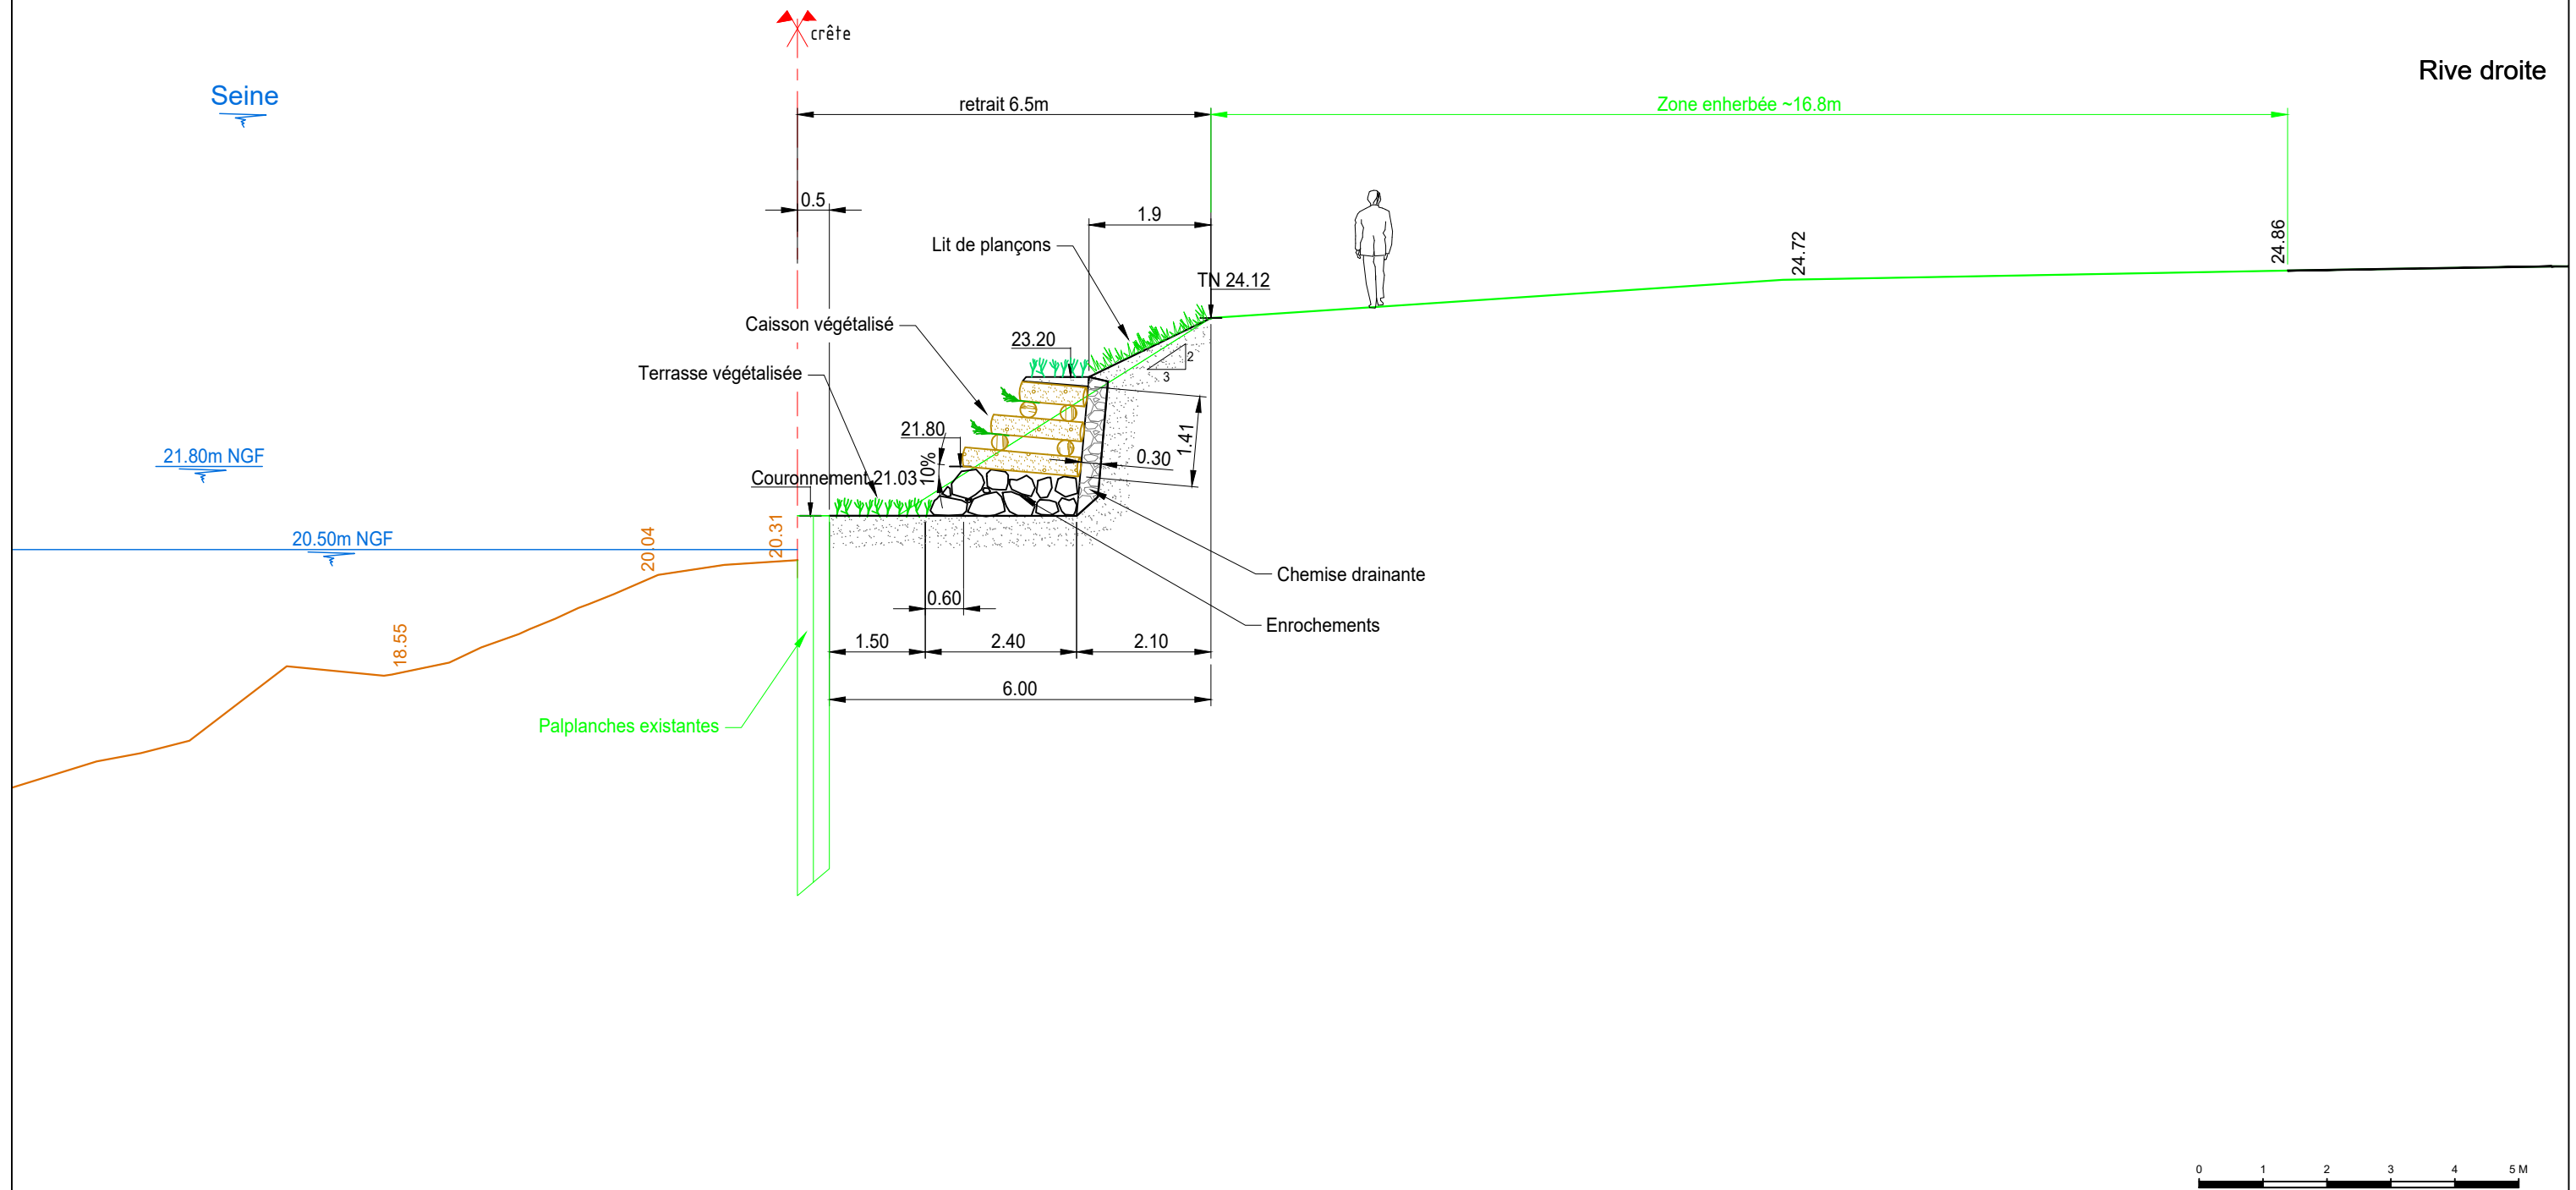 crête
Rive droite
Seine
retrait 6.5m
Zone enherbée ~16.8m
0.5
1.9
Lit de plançons
24.72
24.86
TN 24.12
Caisson végétalisé
23.20
2
3
Terrasse végétalisée
21.80
1.41
21.80m NGF
10%
0.30
Couronnement 21.03
20.50m NGF
20.04
20.31
Chemise drainante
0.60
Enrochements
18.55
1.50
2.40
2.10
6.00
Palplanches existantes
0 1 2 3 4 5 M